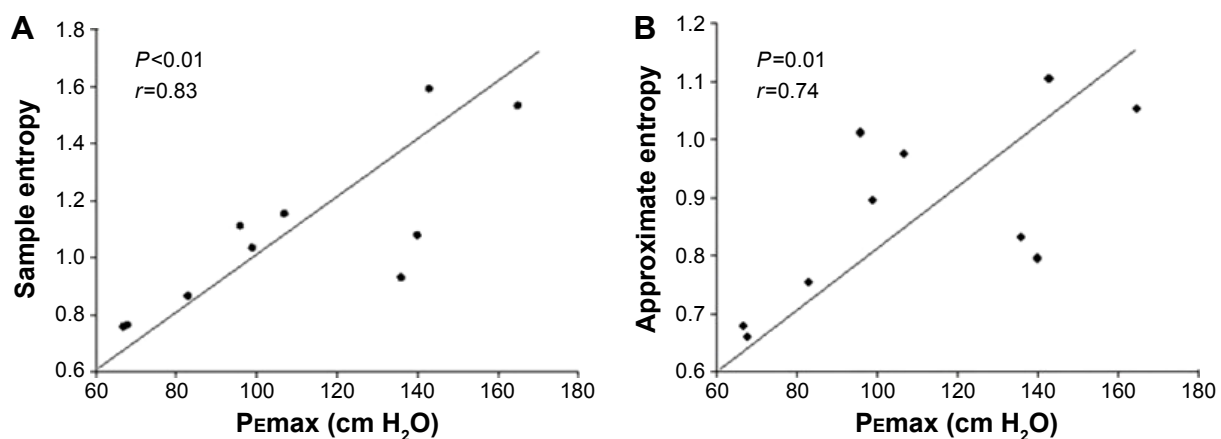 A
P<0.01
r=0.83
Sample entropy
1.8
1.6
1.4
1.2
1.0
0.8
0.6
60 80 100 120 140 160 180
PEmax (cm H2O)
B
P=0.01
r=0.74
Approximate entropy
1.2
1.1
1.0
0.9
0.8
0.7
0.6
60 80 100 120 140 160 180
PEmax (cm H2O)